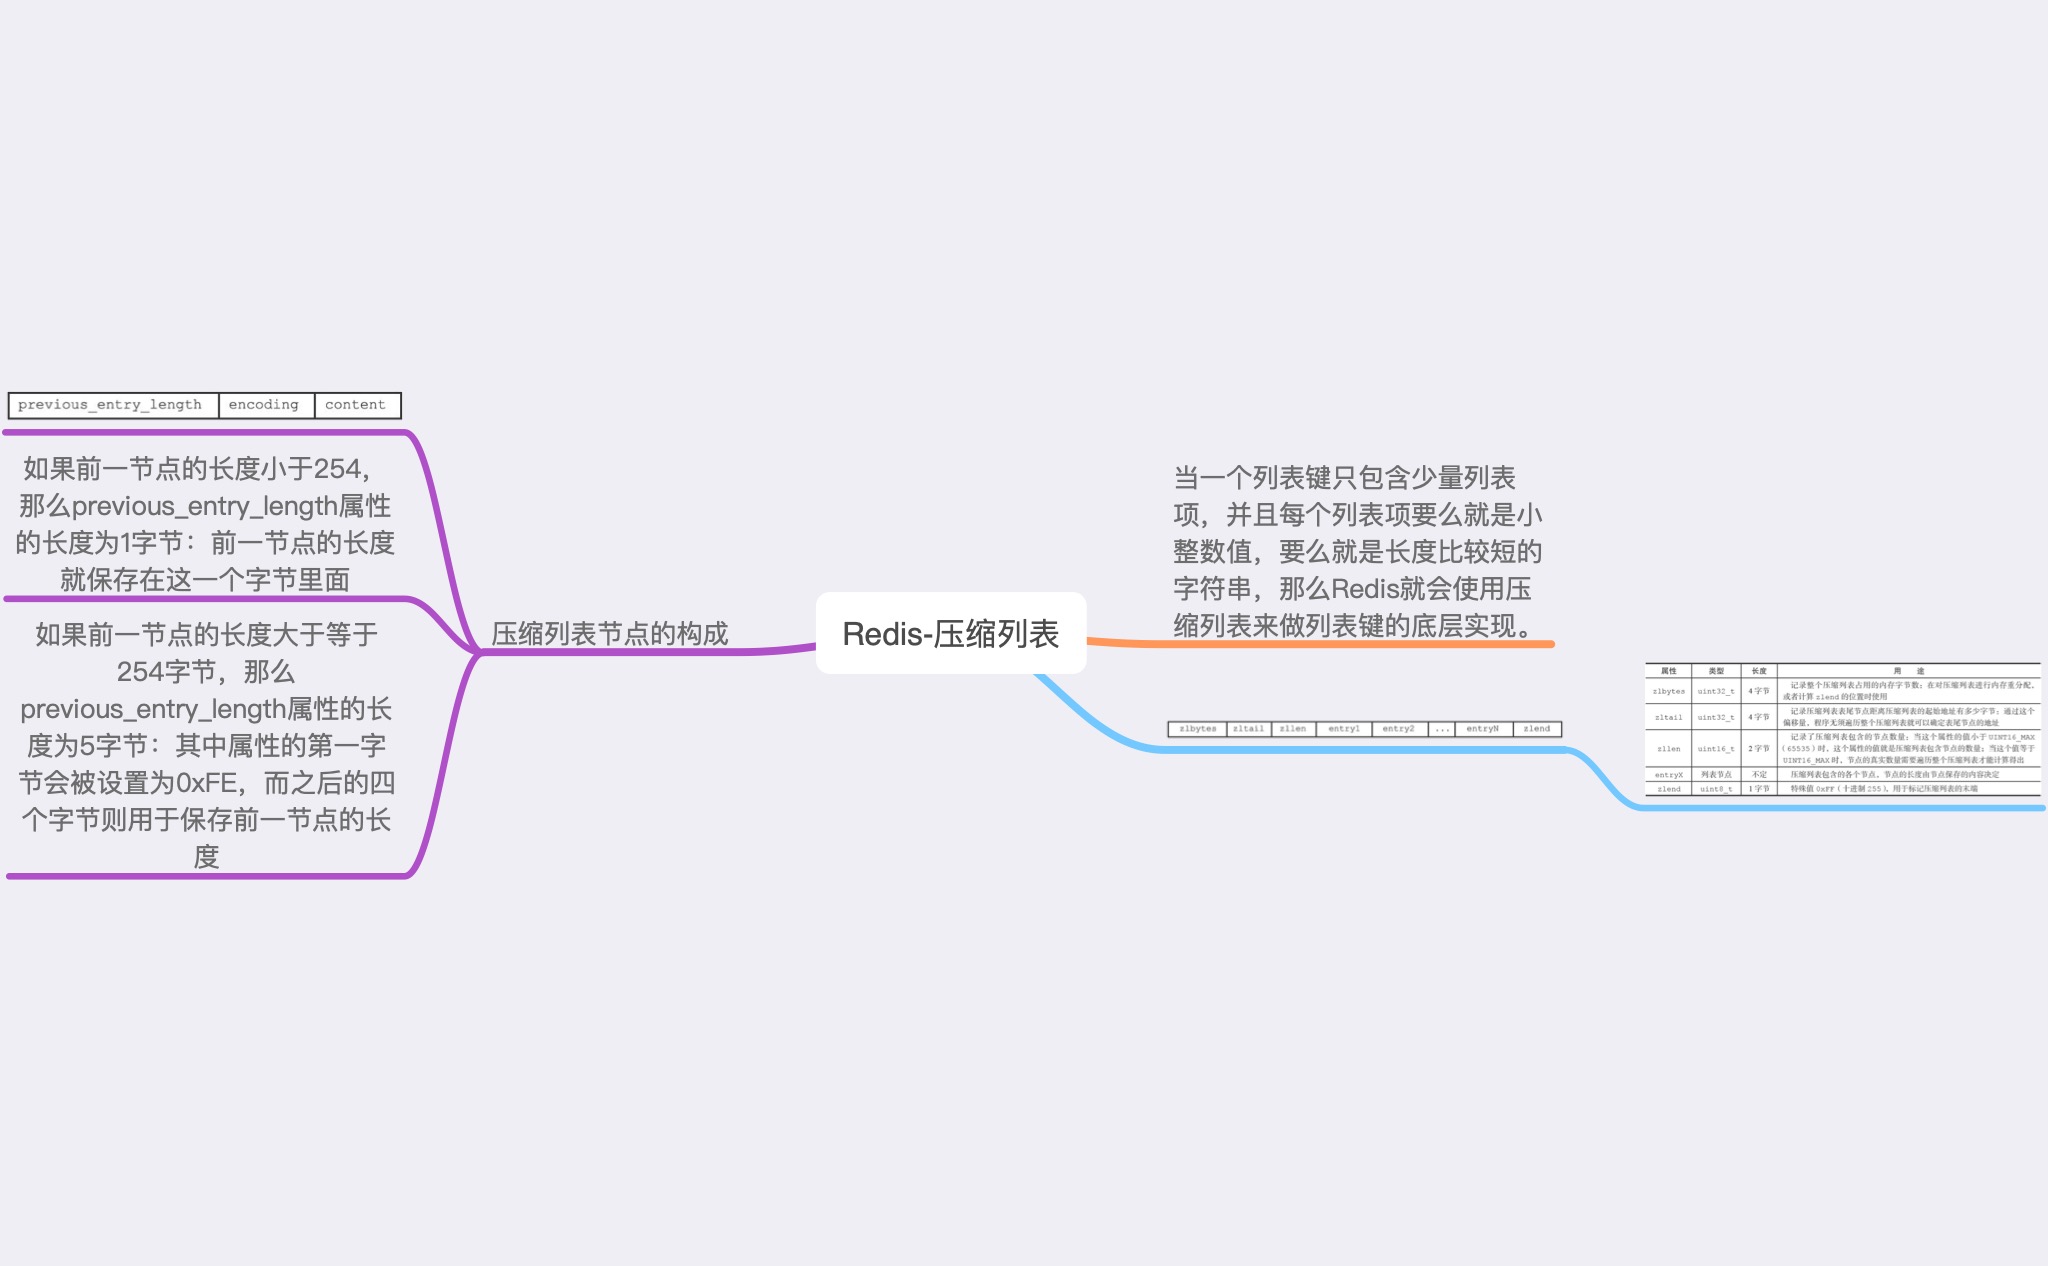 previous_entry_length encoding content
如果前一节点的长度小于254，
那么previous_entry_length属性
的长度为1字节：前一节点的长度
就保存在这一个字节里面
如果前一节点的长度大于等于
254字节，那么
previous_entry_length属性的长
度为5字节：其中属性的第一字
节会被设置为0xFE，而之后的四
个字节则用于保存前一节点的长
度
压缩列表节点的构成
Redis-压缩列表
当一个列表键只包含少量列表
项，并且每个列表项要么就是小
整数值，要么就是长度比较短的
字符串，那么Redis就会使用压
缩列表来做列表键的底层实现。
zlbytes zltail zllen entry1 entry2 ... entryN zlend
属性 类型 长度 用 途
zlbytes uint32_t 4 字节 记录整个压缩列表占用的内存字节数：在对压缩列表进行内存重分配，
或者计算 zlend 的位置时使用
zltail uint32_t 4 字节 记录压缩列表表尾节点距离压缩列表的起始地址有多少字节：通过这个
偏移量，程序无须遍历整个压缩列表就可以确定表尾节点的地址
zllen uint16_t 2 字节 记录了压缩列表包含的节点数量：当这个属性的值小于 UINT16_MAX
（65535）时，这个属性的值就是压缩列表包含节点的数量；当这个值等于
UINT16_MAX 时，节点的真实数量需要遍历整个压缩列表才能计算得出
entryX 列表节点 不定 压缩列表包含的各个节点，节点的长度由节点保存的内容决定
zlend uint8_t 1 字节 特殊值 0xFF（十进制 255），用于标记压缩列表的末端